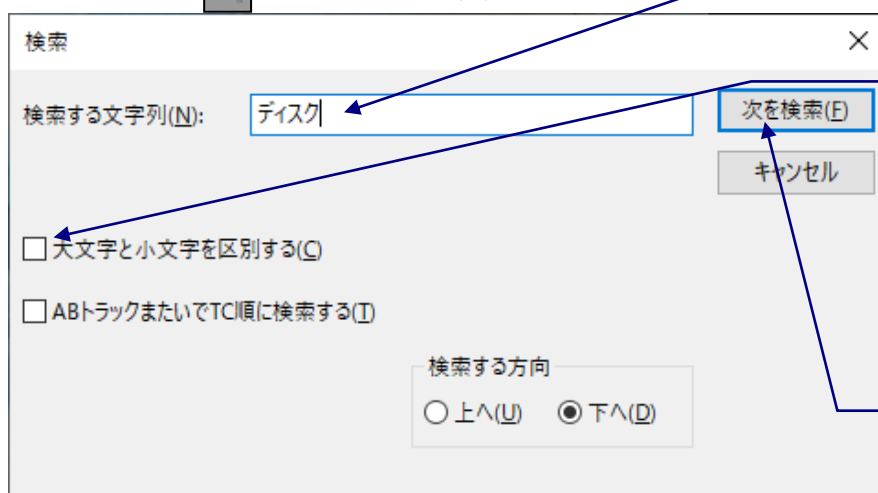 検索
検索する文字列(N): ディスク 次を検索(F)
キャンセル
大文字と小文字を区別する(C)
ABトラックまたいでTC順に検索する(T)
検索する方向
上へ(U) 下へ(D)